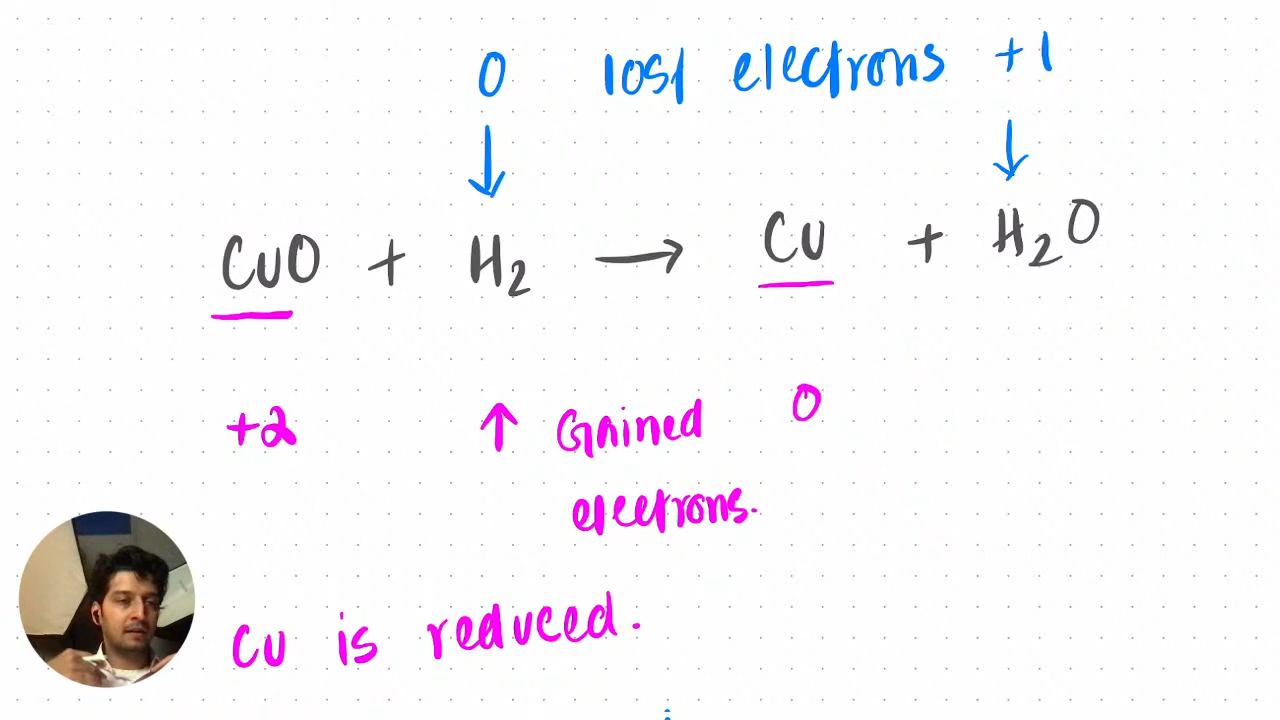 0 lost electrons +1
↓ ↓
CuO + H₂ → Cu + H₂O
+2 ↑ Gained 0
electrons.
Cu is reduced.